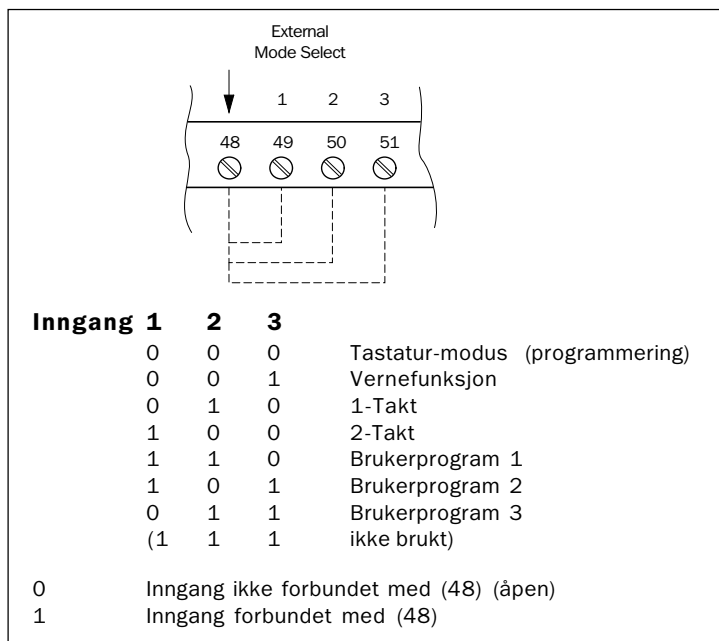 External
Mode Select
1 2 3
48 49 50 51
Inngang 1 2 3
0 0 0 Tastatur-modus (programmering)
0 0 1 Vernefunksjon
0 1 0 1-Takt
1 0 0 2-Takt
1 1 0 Brukerprogram 1
1 0 1 Brukerprogram 2
0 1 1 Brukerprogram 3
(1 1 1 ikke brukt)
0 Inngang ikke forbundet med (48) (åpen)
1 Inngang forbundet med (48)